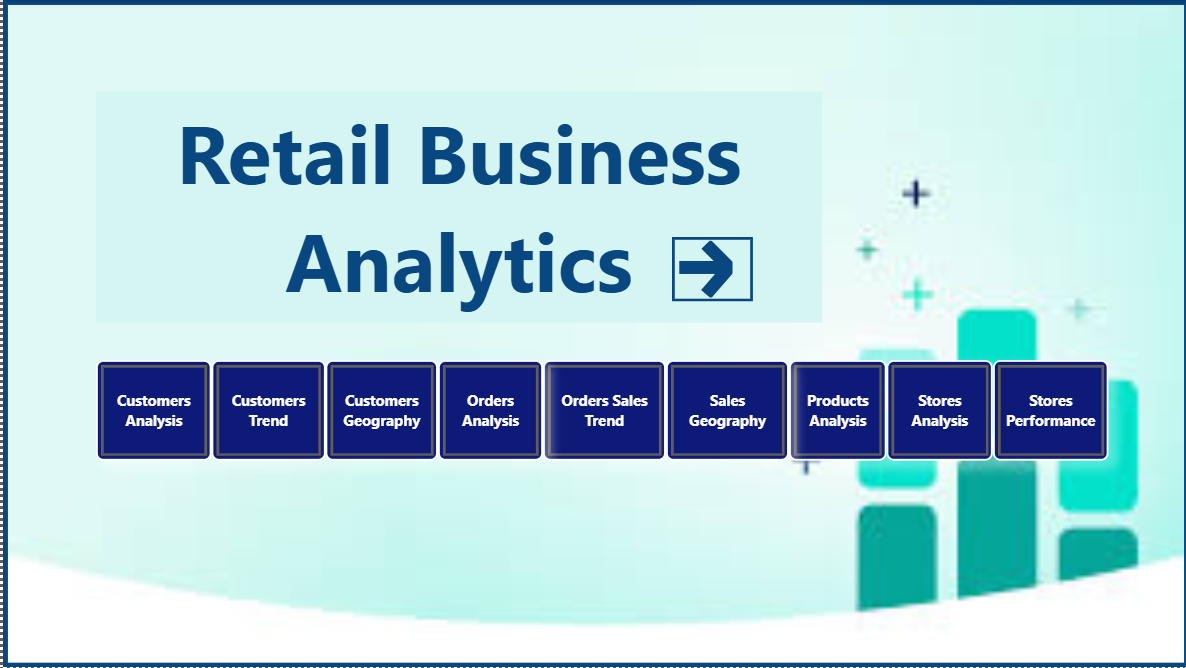 Retail Business
Analytics
Customers
Analysis
Customers
Trend
Customers
Geography
Orders
Analysis
Orders Sales
Trend
Sales
Geography
Products
Analysis
Stores
Analysis
Stores
Performance